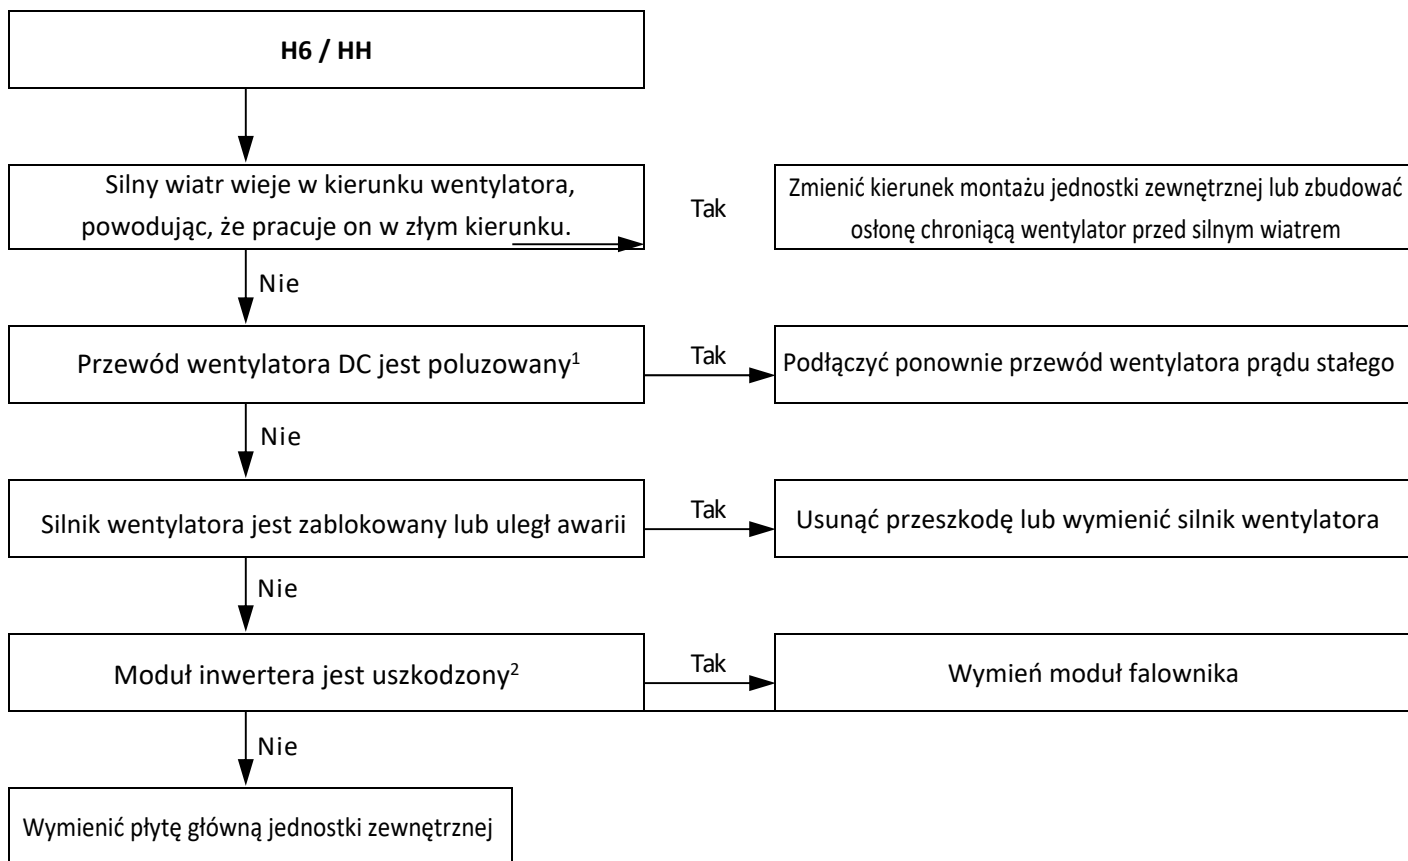 H6 / HH
Silny wiatr wieje w kierunku wentylatora,
powodując, że pracuje on w złym kierunku.
Tak
Zmienić kierunek montażu jednostki zewnętrznej lub zbudować
osłonę chroniącą wentylator przed silnym wiatrem
Nie
Przewód wentylatora DC jest poluzowany¹
Tak
Podłączyć ponownie przewód wentylatora prądu stałego
Nie
Silnik wentylatora jest zablokowany lub uległ awarii
Tak
Usunąć przeszkodę lub wymienić silnik wentylatora
Nie
Moduł inwertera jest uszkodzony²
Tak
Wymień moduł falownika
Nie
Wymienić płytę główną jednostki zewnętrznej